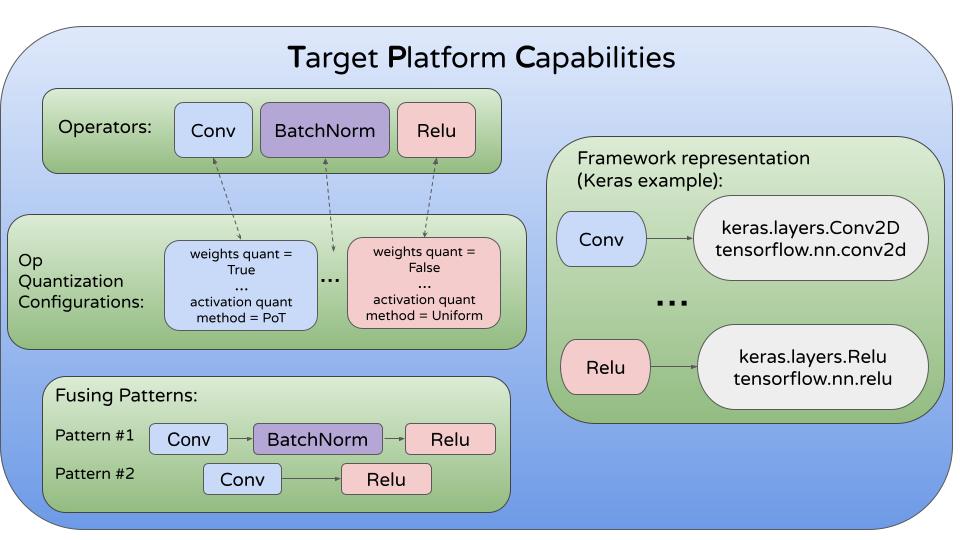 Target Platform Capabilities
Operators:
Conv
BatchNorm
Relu
Op
Quantization
Configurations:
weights quant =
True
...
activation quant
method = PoT
...
weights quant =
False
...
activation quant
method = Uniform
Fusing Patterns:
Pattern #1
Conv
BatchNorm
Relu
Pattern #2
Conv
Relu
Framework representation
(Keras example):
Conv
keras.layers.Conv2D
tensorflow.nn.conv2d
...
Relu
keras.layers.Relu
tensorflow.nn.relu